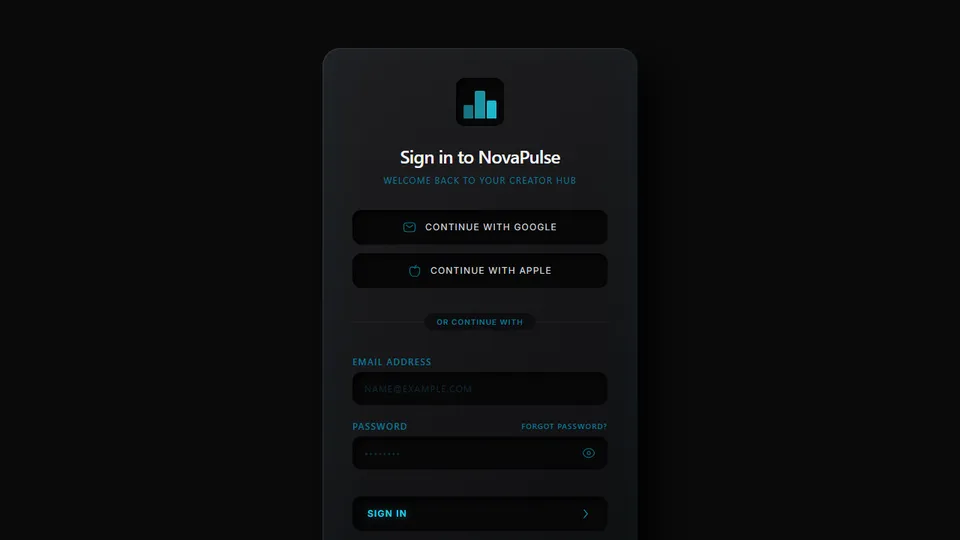 Sign in to NovaPulse
WELCOME BACK TO YOUR CREATOR HUB
CONTINUE WITH GOOGLE
CONTINUE WITH APPLE
OR CONTINUE WITH
EMAIL ADDRESS
NAME@EXAMPLE.COM
PASSWORD FORGOT PASSWORD?
••••••••
SIGN IN